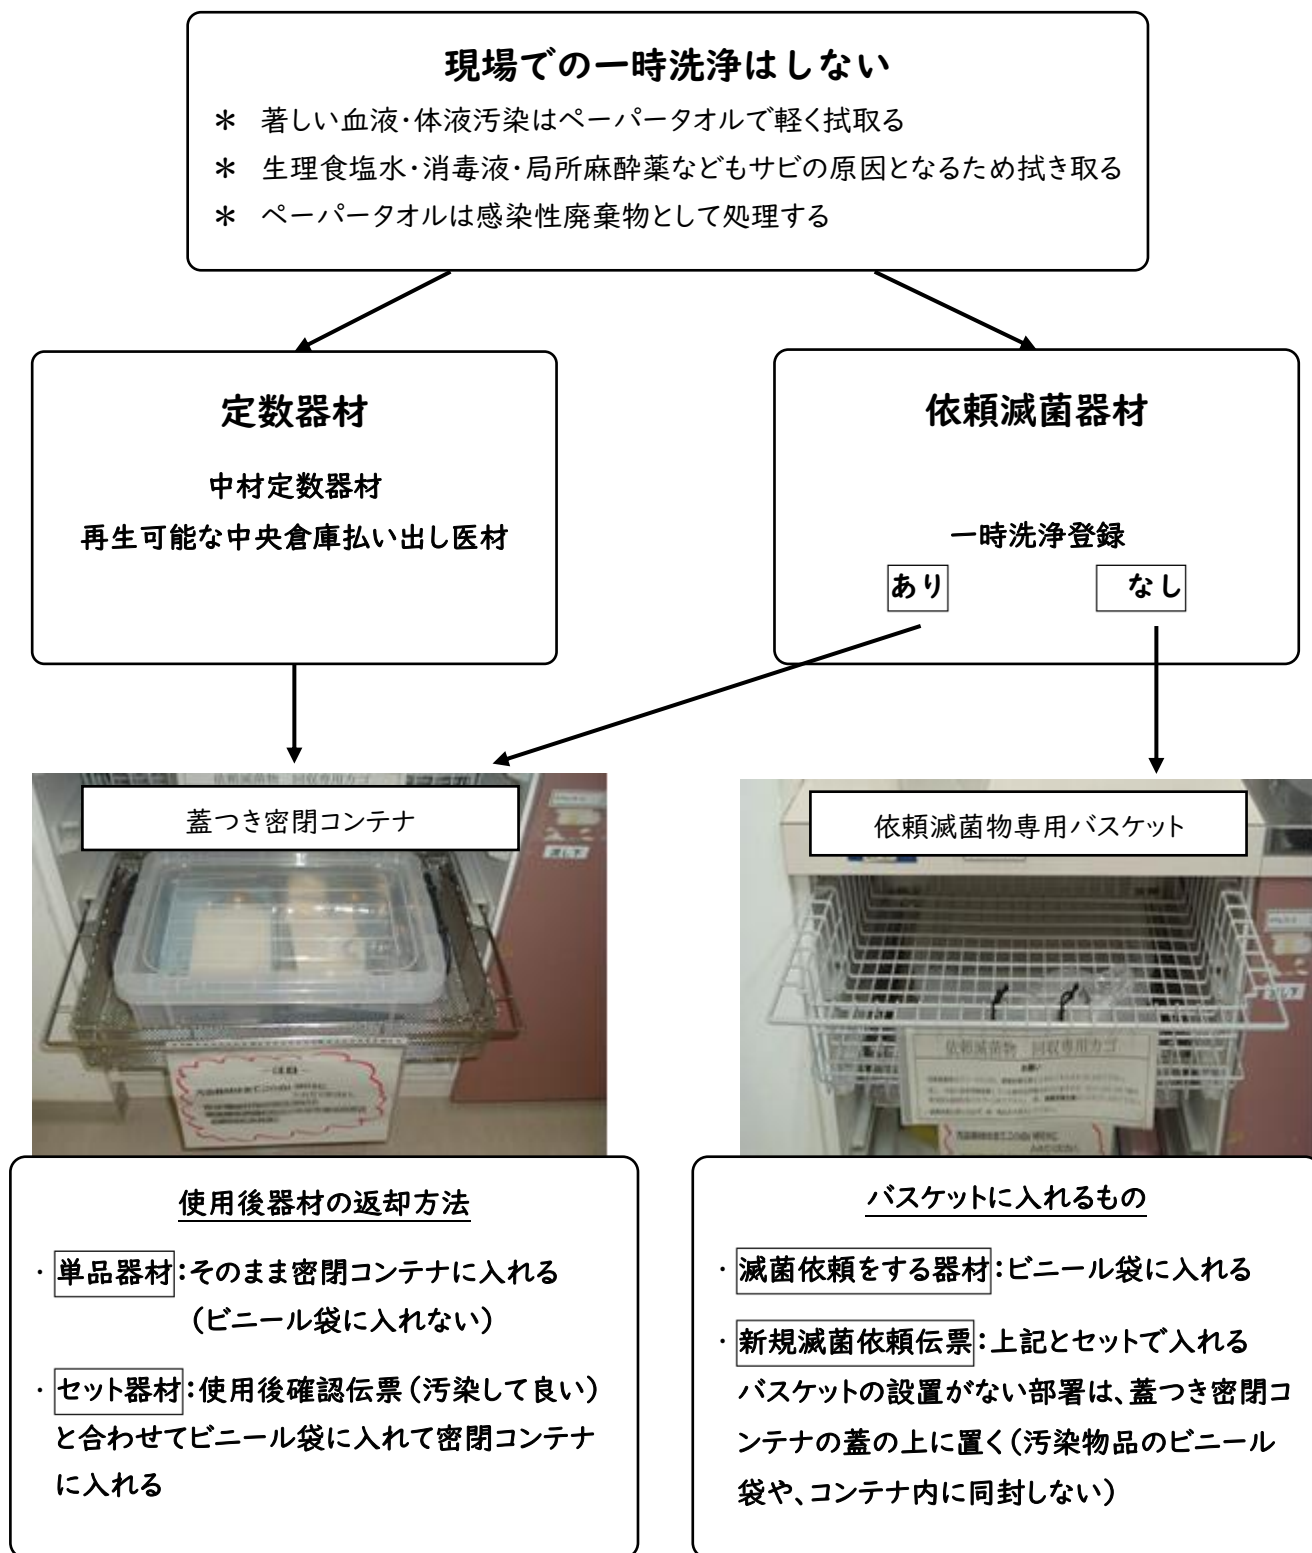 現場での一時洗浄はしない
＊ 著しい血液・体液汚染はペーパータオルで軽く拭取る
＊ 生理食塩水・消毒液・局所麻酔薬などもサビの原因となるため拭き取る
＊ ペーパータオルは感染性廃棄物として処理する
定数器材
中材定数器材
再生可能な中央倉庫払い出し医材
依頼滅菌器材
一時洗浄登録
あり なし
依頼滅菌物 回収専用カゴ
蓋つき密閉コンテナ
依頼滅菌物専用バスケット
依頼滅菌物 回収専用カゴ
使用後器材の返却方法
・単品器材：そのまま密閉コンテナに入れる
（ビニール袋に入れない）
・セット器材：使用後確認伝票（汚染して良い）
と合わせてビニール袋に入れて密閉コンテナ
に入れる
バスケットに入れるもの
・滅菌依頼をする器材：ビニール袋に入れる
・新規滅菌依頼伝票：上記とセットで入れる
バスケットの設置がない部署は、蓋つき密閉コ
ンテナの蓋の上に置く（汚染物品のビニール
袋や、コンテナ内に同封しない）